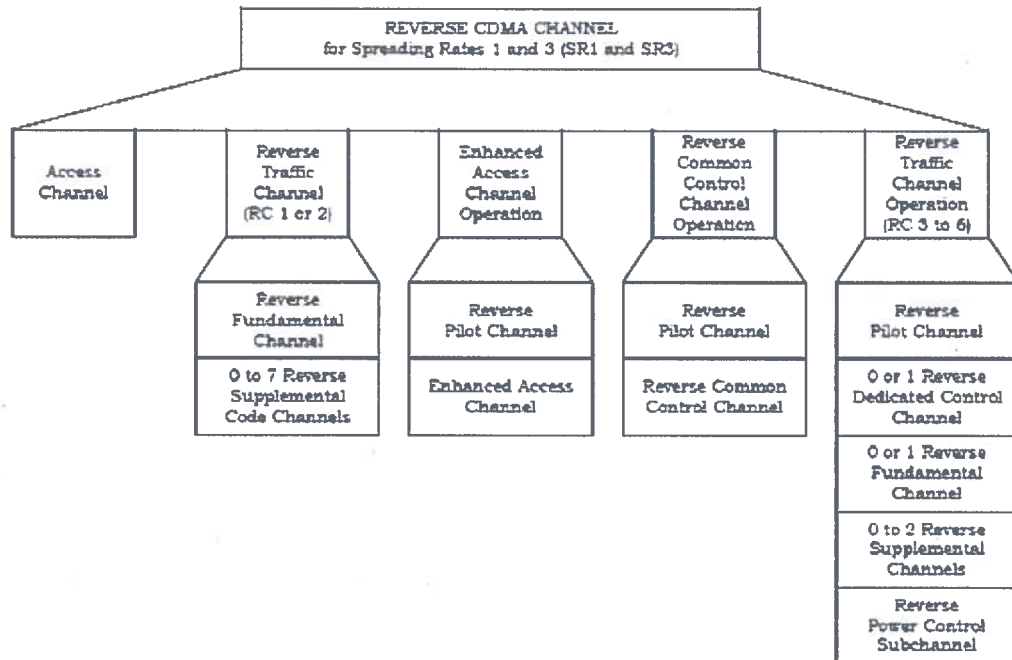 REVERSE CDMA CHANNEL
for Spreading Rates 1 and 3 (SR1 and SR3)
Access
Channel
Reverse
Traffic
Channel
(RC 1 or 2)
Enhanced
Access
Channel
Operation
Reverse
Common
Control
Channel
Operation
Reverse
Traffic
Channel
Operation
(RC 3 to 6)
Reverse
Fundamental
Channel
0 to 7 Reverse
Supplemental
Code Channels
Reverse
Pilot Channel
Enhanced Access
Channel
Reverse
Pilot Channel
Reverse Common
Control Channel
Reverse
Pilot Channel
0 or 1 Reverse
Dedicated Control
Channel
0 or 1 Reverse
Fundamental
Channel
0 to 2 Reverse
Supplemental
Channels
Reverse
Power Control
Subchannel